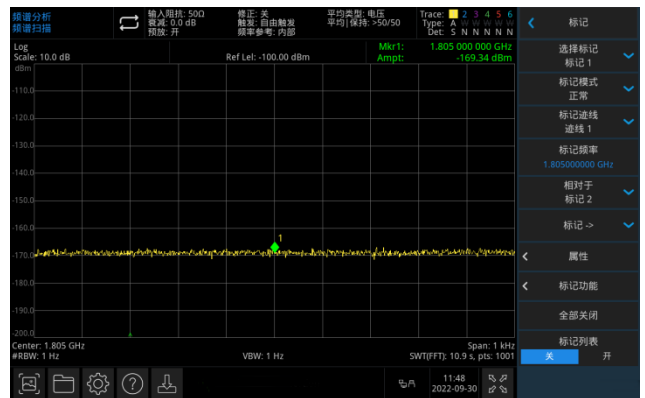 频谱分析
频谱扫描
输入阻抗: 50Ω
衰减: 0.0 dB
预放: 开
修正: 关
触发: 自由触发
频率参考: 内部
平均类型: 电压
平均|保持: >50/50
Trace: 1 2 3 4 5 6
Type: A W W W W W
Det: S N N N N N
Log
Scale: 10.0 dB
Ref Lel: -100.00 dBm
Mkr1: 1.805 000 000 GHz
Ampt: -169.34 dBm
dBm
-110.0
-120.0
-130.0
-140.0
-150.0
-160.0
-170.0
-180.0
-190.0
-200.0
1
Center: 1.805 GHz
#RBW: 1 Hz
VBW: 1 Hz
Span: 1 kHz
SWT(FFT): 10.9 s, pts: 1001
11:48
2022-09-30
标记
选择标记
标记 1
标记模式
正常
标记迹线
迹线 1
标记频率
1.805000000 GHz
相对于
标记 2
标记 ->
属性
标记功能
全部关闭
标记列表
关 开